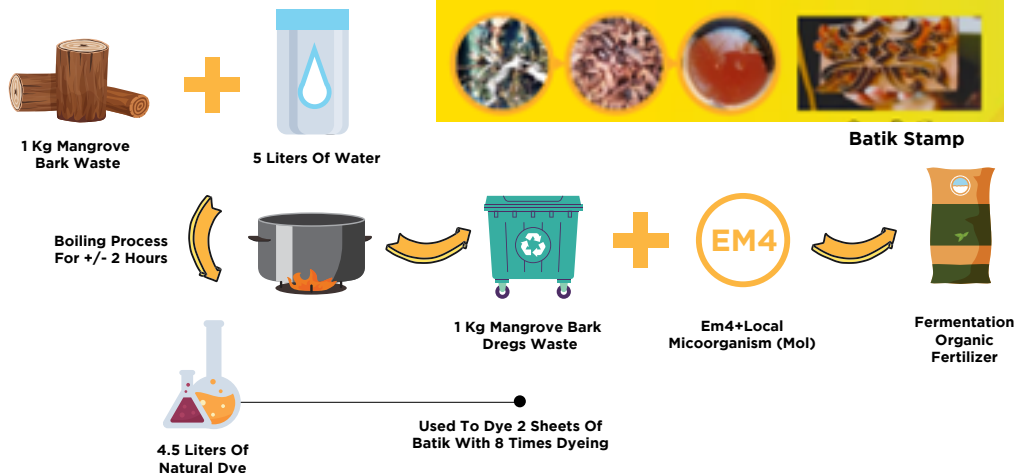 1 Kg Mangrove
Bark Waste
5 Liters Of Water
Batik Stamp
Boiling Process
For +/- 2 Hours
EM4
1 Kg Mangrove Bark
Dregs Waste
Em4+Local
Micoorganism (Mol)
Fermentation
Organic
Fertilizer
4.5 Liters Of
Natural Dye
Used To Dye 2 Sheets Of
Batik With 8 Times Dyeing